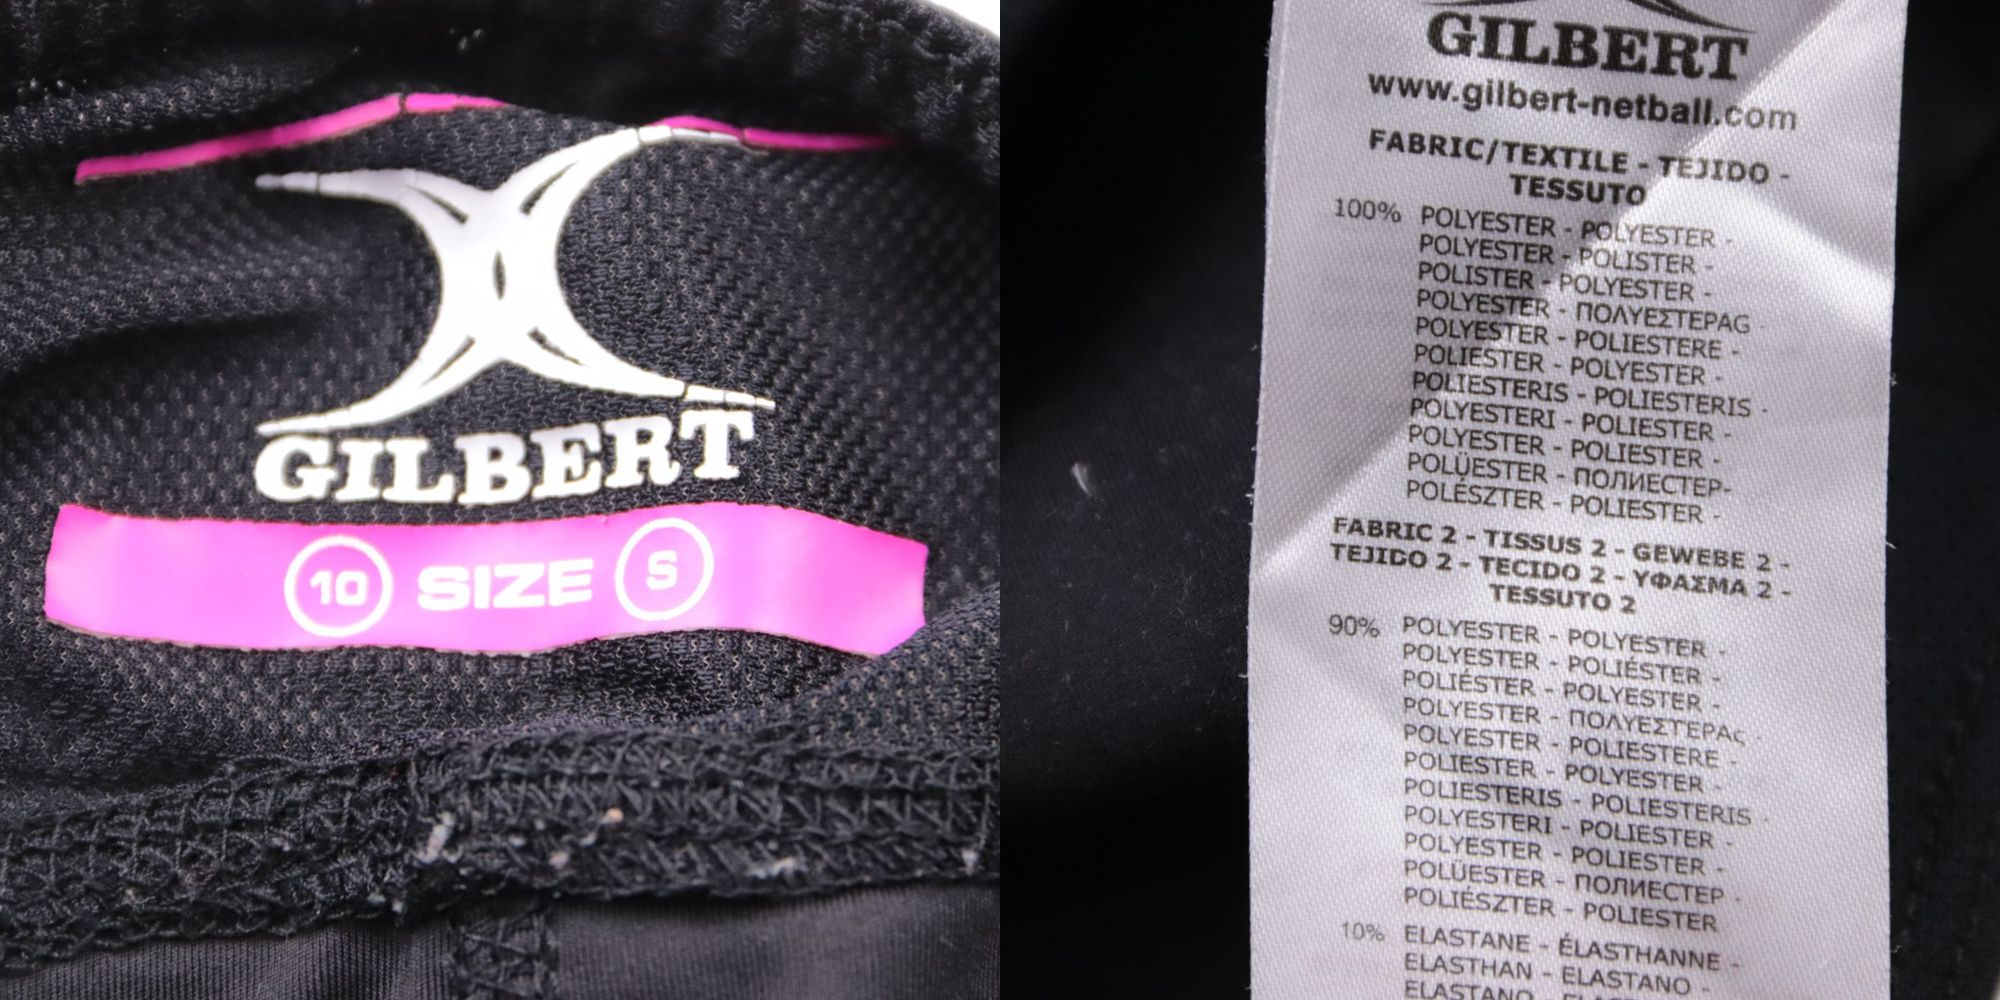 GILBERT
10 SIZE S
GILBERT
www.gilbert-netball.com
FABRIC/TEXTILE - TEJIDO -
TESSUTO
100% POLYESTER - POLYESTER -
POLYESTER - POLISTER -
POLISTER - POLYESTER -
POLYESTER - ΠΟΛΥΕΣΤΕΡΑG -
POLYESTER - POLIESTERE -
POLIESTER - POLYESTER -
POLIESTERIS - POLIESTERIS -
POLYESTERI - POLIESTER -
POLYESTER - POLIESTER -
POLÜESTER - ПОЛИЕСТЕР-
POLÉSZTER - POLIESTER -
FABRIC 2 - TISSUS 2 - GEWEBE 2 -
TEJIDO 2 - TECIDO 2 - ΥΦΑΣΜΑ 2 -
TESSUTO 2
90% POLYESTER - POLYESTER -
POLYESTER - POLIÉSTER -
POLIÉSTER - POLYESTER -
POLYESTER - ΠΟΛΥΕΣΤΕΡΑς -
POLYESTER - POLIESTERE -
POLIESTER - POLYESTER -
POLIESTERIS - POLIESTERIS -
POLYESTERI - POLIESTER -
POLYESTER - POLIESTER -
POLÜESTER - ПОЛИЕСТЕР -
POLIÉSZTER - POLIESTER
10% ELASTANE - ÉLASTHANNE -
ELASTHAN - ELASTANO -
ELASTANO